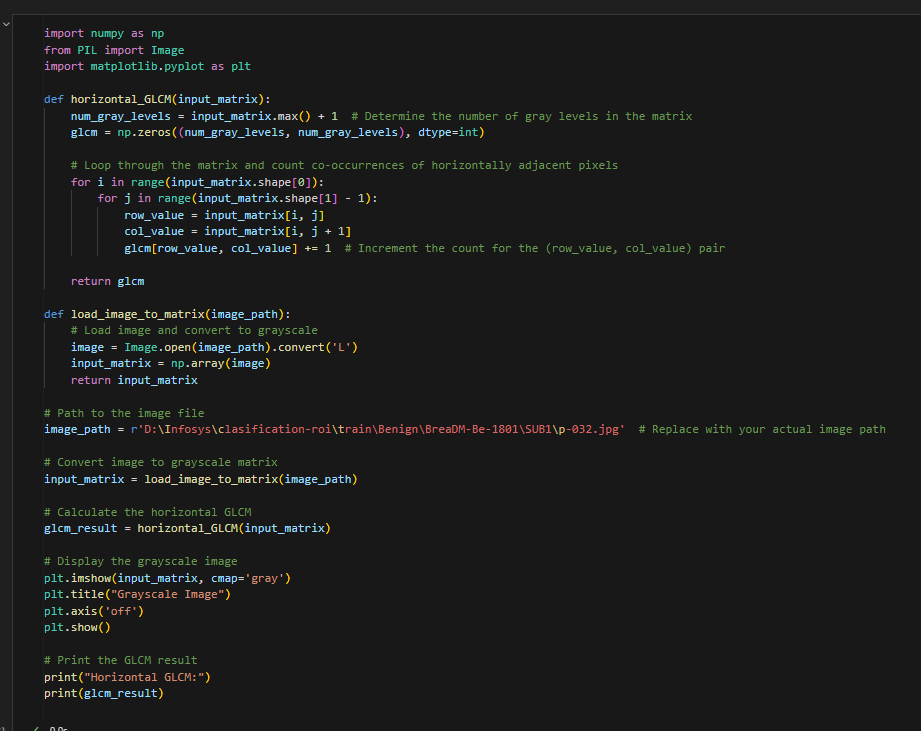 import numpy as np
from PIL import Image
import matplotlib.pyplot as plt

def horizontal_GLCM(input_matrix):
    num_gray_levels = input_matrix.max() + 1  # Determine the number of gray levels in the matrix
    glcm = np.zeros((num_gray_levels, num_gray_levels), dtype=int)

    # Loop through the matrix and count co-occurrences of horizontally adjacent pixels
    for i in range(input_matrix.shape[0]):
        for j in range(input_matrix.shape[1] - 1):
            row_value = input_matrix[i, j]
            col_value = input_matrix[i, j + 1]
            glcm[row_value, col_value] += 1  # Increment the count for the (row_value, col_value) pair

    return glcm

def load_image_to_matrix(image_path):
    # Load image and convert to grayscale
    image = Image.open(image_path).convert('L')
    input_matrix = np.array(image)
    return input_matrix

# Path to the image file
image_path = r'D:\Infosys\clasification-roi\train\Benign\BreaDM-Be-1801\SUB1\p-032.jpg'  # Replace with your actual image path

# Convert image to grayscale matrix
input_matrix = load_image_to_matrix(image_path)

# Calculate the horizontal GLCM
glcm_result = horizontal_GLCM(input_matrix)

# Display the grayscale image
plt.imshow(input_matrix, cmap='gray')
plt.title("Grayscale Image")
plt.axis('off')
plt.show()

# Print the GLCM result
print("Horizontal GLCM:")
print(glcm_result)